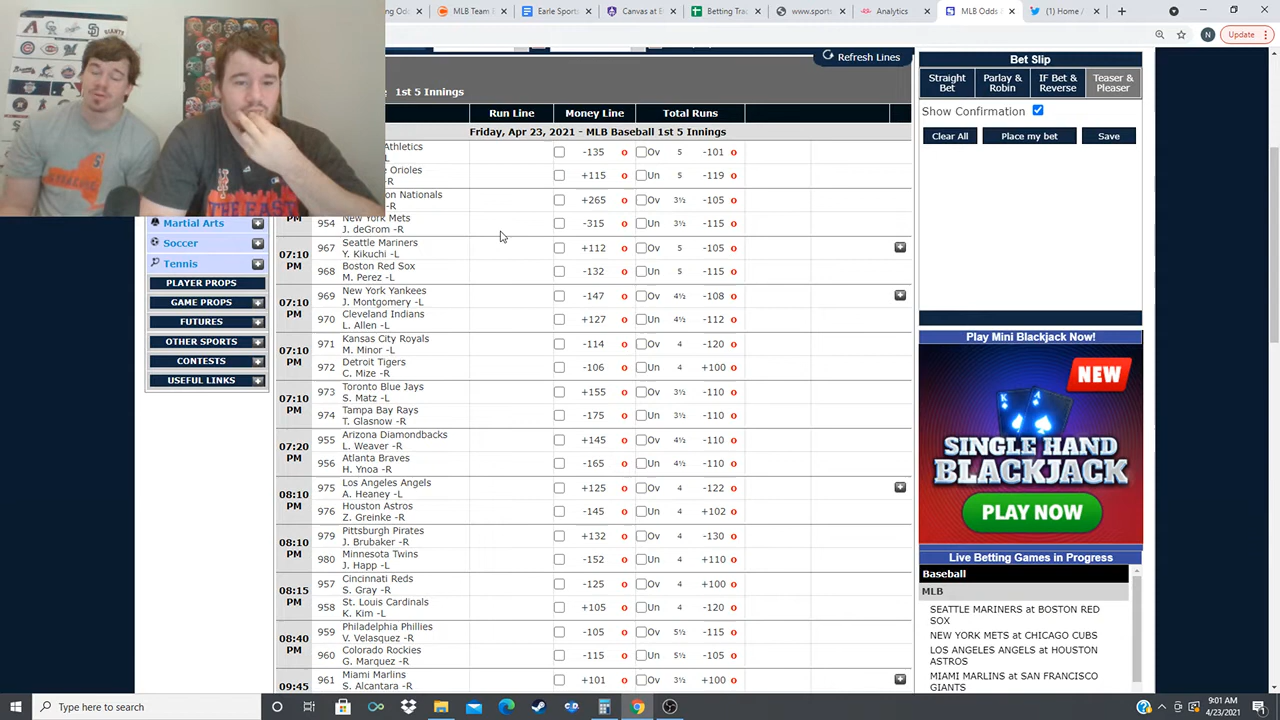 ng Od
MLB Team E
Earle Sports
Canvas at E
Betting Trac
www.sports
Analytics
MLB Odds A
(1) Home /
N
Update
Refresh Lines
1st 5 Innings
Run Line Money Line Total Runs
Friday, Apr 23, 2021 - MLB Baseball 1st 5 Innings
Athletics -135 o Ov 5 -101 o
-L
e Orioles +115 o Un 5 -119 o
-R
on Nationals +265 o Ov 3½ -105 o
-R
PM 954 New York Mets -315 o Un 3½ -115 o
J. deGrom -R
07:10 PM
967 Seattle Mariners +112 o Ov 5 -105 o
Y. Kikuchi -L
968 Boston Red Sox -132 o Un 5 -115 o
M. Perez -L
07:10 PM
969 New York Yankees -147 o Ov 4½ -108 o
J. Montgomery -L
970 Cleveland Indians +127 o Un 4½ -112 o
L. Allen -L
07:10 PM
971 Kansas City Royals -114 o Ov 4 -120 o
M. Minor -L
972 Detroit Tigers -106 o Un 4 +100 o
C. Mize -R
07:10 PM
973 Toronto Blue Jays +155 o Ov 3½ -110 o
S. Matz -L
974 Tampa Bay Rays -175 o Un 3½ -110 o
T. Glasnow -R
07:20 PM
955 Arizona Diamondbacks +145 o Ov 4½ -110 o
L. Weaver -R
956 Atlanta Braves -165 o Un 4½ -110 o
H. Ynoa -R
08:10 PM
975 Los Angeles Angels +125 o Ov 4 -122 o
A. Heaney -L
976 Houston Astros -145 o Un 4 +102 o
Z. Greinke -R
08:10 PM
979 Pittsburgh Pirates +132 o Ov 4 -130 o
J. Brubaker -R
980 Minnesota Twins -152 o Un 4 +110 o
J. Happ -L
08:15 PM
957 Cincinnati Reds -125 o Ov 4 +100 o
S. Gray -R
958 St. Louis Cardinals +105 o Un 4 -120 o
K. Kim -L
08:40 PM
959 Philadelphia Phillies -105 o Ov 5½ -115 o
V. Velasquez -R
960 Colorado Rockies -115 o Un 5½ -105 o
G. Marquez -R
09:45
961 Miami Marlins +101 o Ov 3½ +100 o
S. Alcantara -R
Martial Arts
Soccer
Tennis
PLAYER PROPS
GAME PROPS
FUTURES
OTHER SPORTS
CONTESTS
USEFUL LINKS
Bet Slip
Straight Bet
Parlay & Robin
IF Bet & Reverse
Teaser & Pleaser
Show Confirmation
Clear All Place my bet Save
Play Mini Blackjack Now!
NEW
K
A
SINGLE HAND
BLACKJACK
PLAY NOW
Live Betting Games in Progress
Baseball
MLB
SEATTLE MARINERS at BOSTON RED
SOX
NEW YORK METS at CHICAGO CUBS
LOS ANGELES ANGELS at HOUSTON
ASTROS
MIAMI MARLINS at SAN FRANCISCO
GIANTS
Type here to search
9:01 AM
4/23/2021
GIANTS
THE EAST